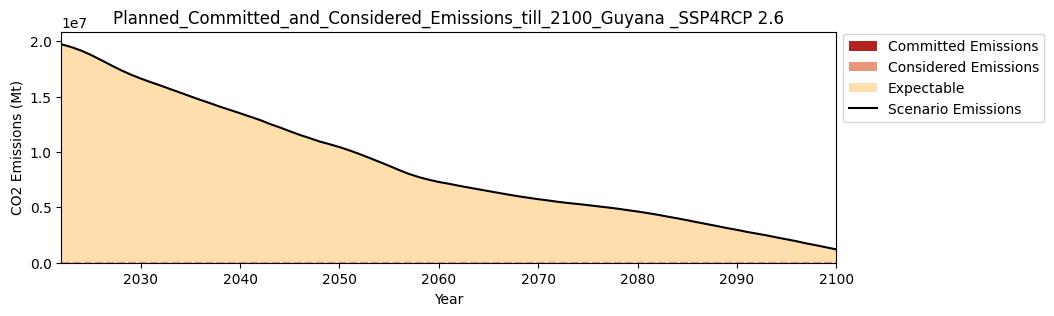 Planned_Committed_and_Considered_Emissions_till_2100_Guyana _SSP4RCP 2.6
1e7
2.0
1.5
1.0
0.5
0.0
CO2 Emissions (Mt)
2030 2040 2050 2060 2070 2080 2090 2100
Year
Committed Emissions
Considered Emissions
Expectable
Scenario Emissions